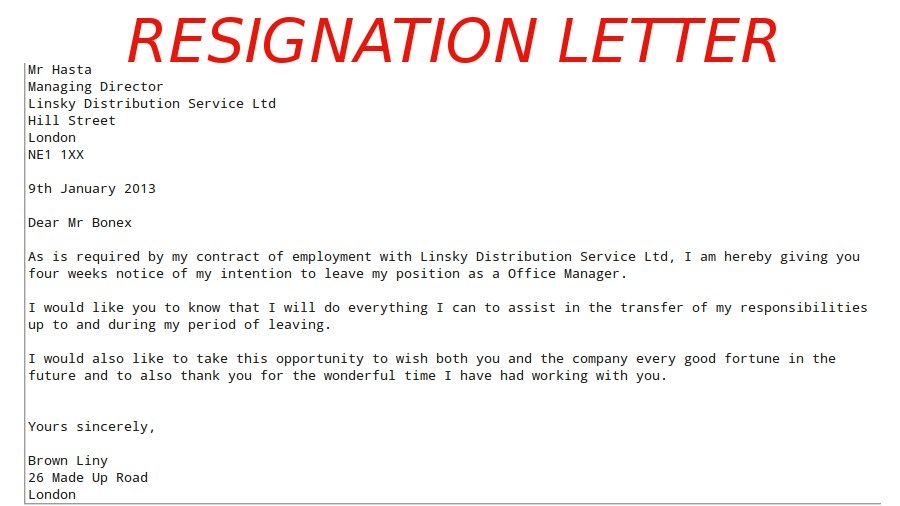 RESIGNATION LETTER
Mr Hasta
Managing Director
Linsky Distribution Service Ltd
Hill Street
London
NE1 1XX
9th January 2013
Dear Mr Bonex
As is required by my contract of employment with Linsky Distribution Service Ltd, I am hereby giving you
four weeks notice of my intention to leave my position as a Office Manager.
I would like you to know that I will do everything I can to assist in the transfer of my responsibilities
up to and during my period of leaving.
I would also like to take this opportunity to wish both you and the company every good fortune in the
future and to also thank you for the wonderful time I have had working with you.
Yours sincerely,
Brown Liny
26 Made Up Road
London